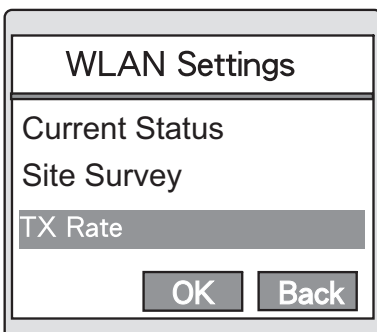 WLAN Settings
Current Status
Site Survey
TX Rate
OK Back